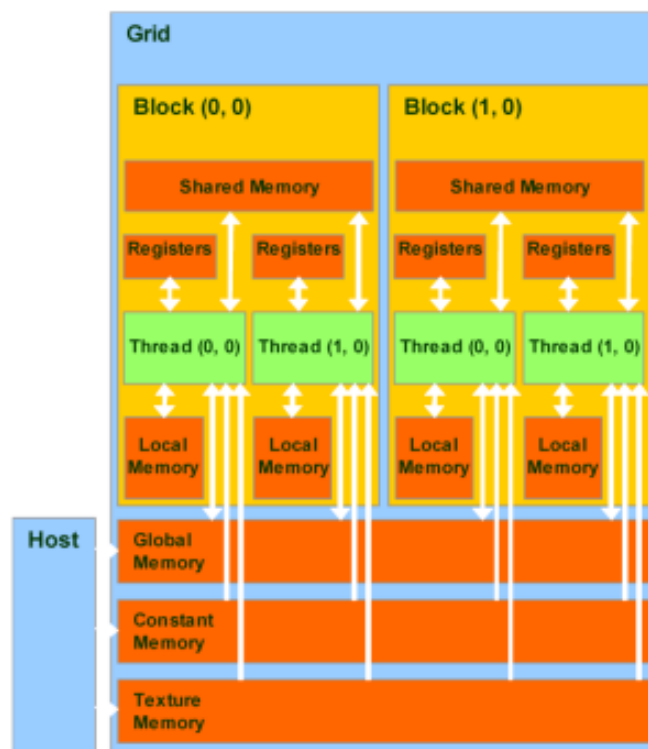 Grid
Block (0, 0)
Block (1, 0)
Shared Memory
Shared Memory
Registers
Registers
Registers
Registers
Thread (0, 0)
Thread (1, 0)
Thread (0, 0)
Thread (1, 0)
Local
Memory
Local
Memory
Local
Memory
Local
Memory
Host
Global
Memory
Constant
Memory
Texture
Memory